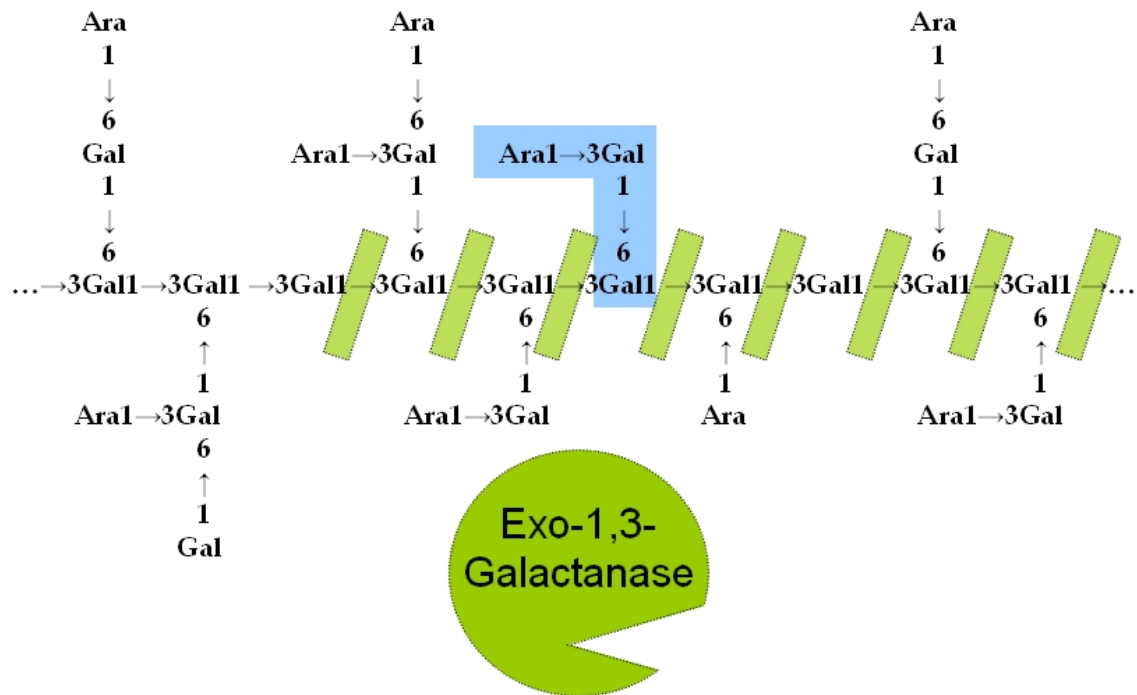 Ara Ara Ara
1 1 1
↓ ↓ ↓
6 6 6
Gal Ara1→3Gal Ara1→3Gal Gal
1 1 1 1
↓ ↓ ↓ ↓
6 6 6 6
…→3Gal1→3Gal1 →3Gal1→3Gal1→3Gal1→3Gal1→3Gal1→3Gal1→3Gal1→3Gal1→…
6 6 6 6
↑ ↑ ↑ ↑
1 1 1 1
Ara1→3Gal Ara1→3Gal Ara Ara1→3Gal
6
↑
1
Gal
Exo-1,3-
Galactanase